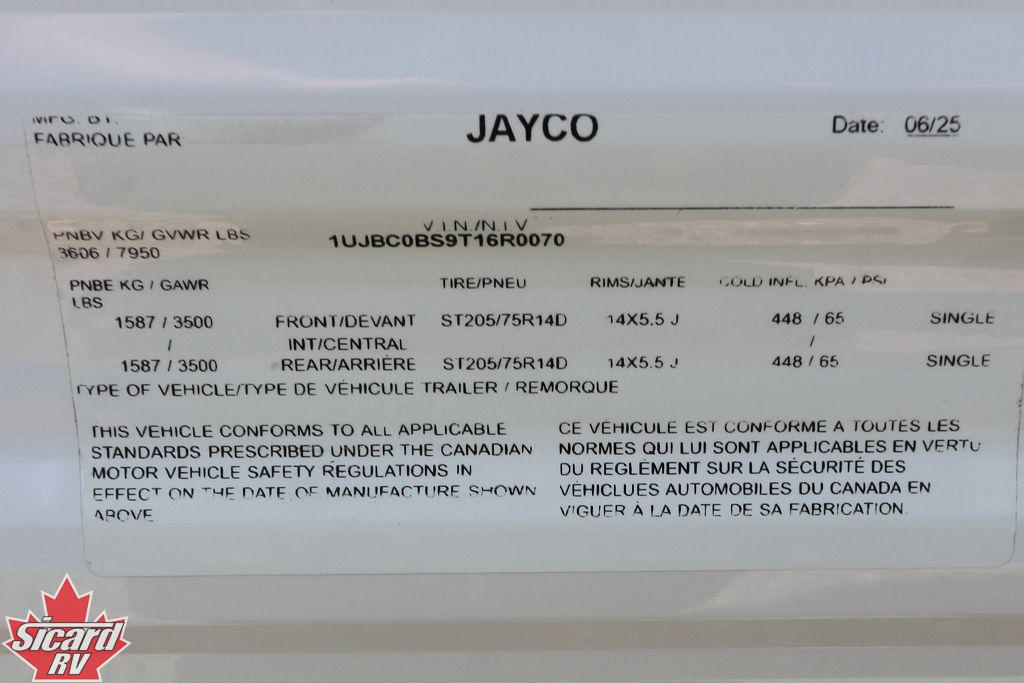 MFG. BY:
FABRIQUE PAR: JAYCO Date: 06/25
V.I.N./N.I.V
PNBV KG/ GVWR LBS 1UJBC0BS9T16R0070
3606 / 7950
PNBE KG / GAWR TIRE/PNEU RIMS/JANTE COLD INFL. KPA / PSI
LBS
1587 / 3500 FRONT/DEVANT ST205/75R14D 14X5.5 J 448 / 65 SINGLE
/ INT/CENTRAL /
1587 / 3500 REAR/ARRIÈRE ST205/75R14D 14X5.5 J 448 / 65 SINGLE
TYPE OF VEHICLE/TYPE DE VÉHICULE TRAILER / REMORQUE
THIS VEHICLE CONFORMS TO ALL APPLICABLE
STANDARDS PRESCRIBED UNDER THE CANADIAN
MOTOR VEHICLE SAFETY REGULATIONS IN
EFFECT ON THE DATE OF MANUFACTURE SHOWN
ABOVE
CE VÉHICULE EST CONFORME A TOUTES LES
NORMES QUI LUI SONT APPLICABLES EN VERTU
DU REGLÉMENT SUR LA SÉCURITÉ DES
VÉHICLUES AUTOMOBILES DU CANADA EN
VIGUER À LA DATE DE SA FABRICATION.
Sicard
RV